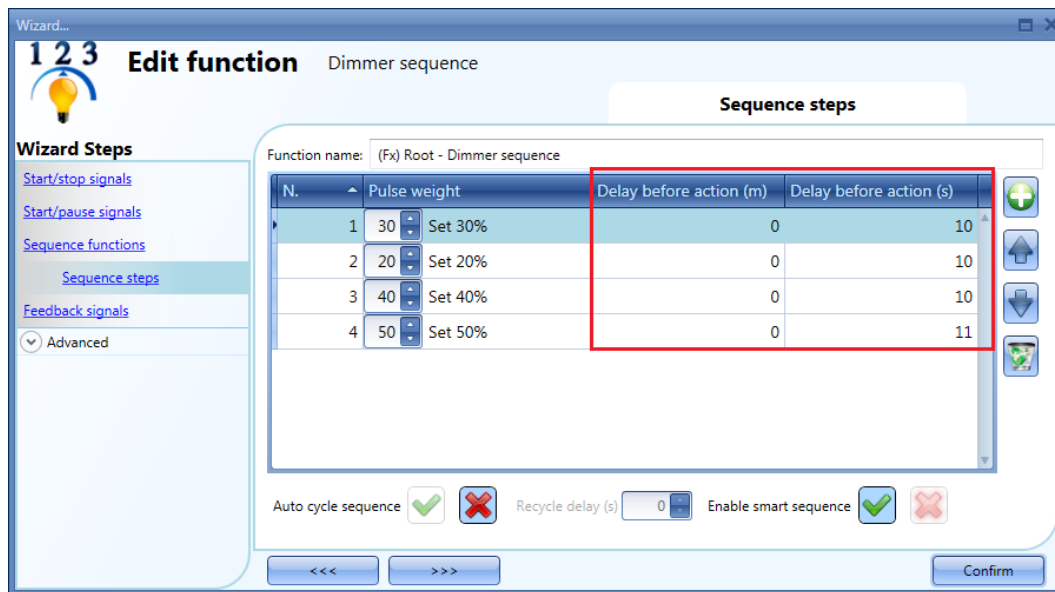 Wizard...
1 2 3
Edit function Dimmer sequence
Sequence steps
Wizard Steps
Start/stop signals
Start/pause signals
Sequence functions
Sequence steps
Feedback signals
Advanced
Function name: (Fx) Root - Dimmer sequence
N. Pulse weight Delay before action (m) Delay before action (s)
1 30 Set 30% 0 10
2 20 Set 20% 0 10
3 40 Set 40% 0 10
4 50 Set 50% 0 11
Auto cycle sequence Recycle delay (s) 0 Enable smart sequence
<<< >>> Confirm